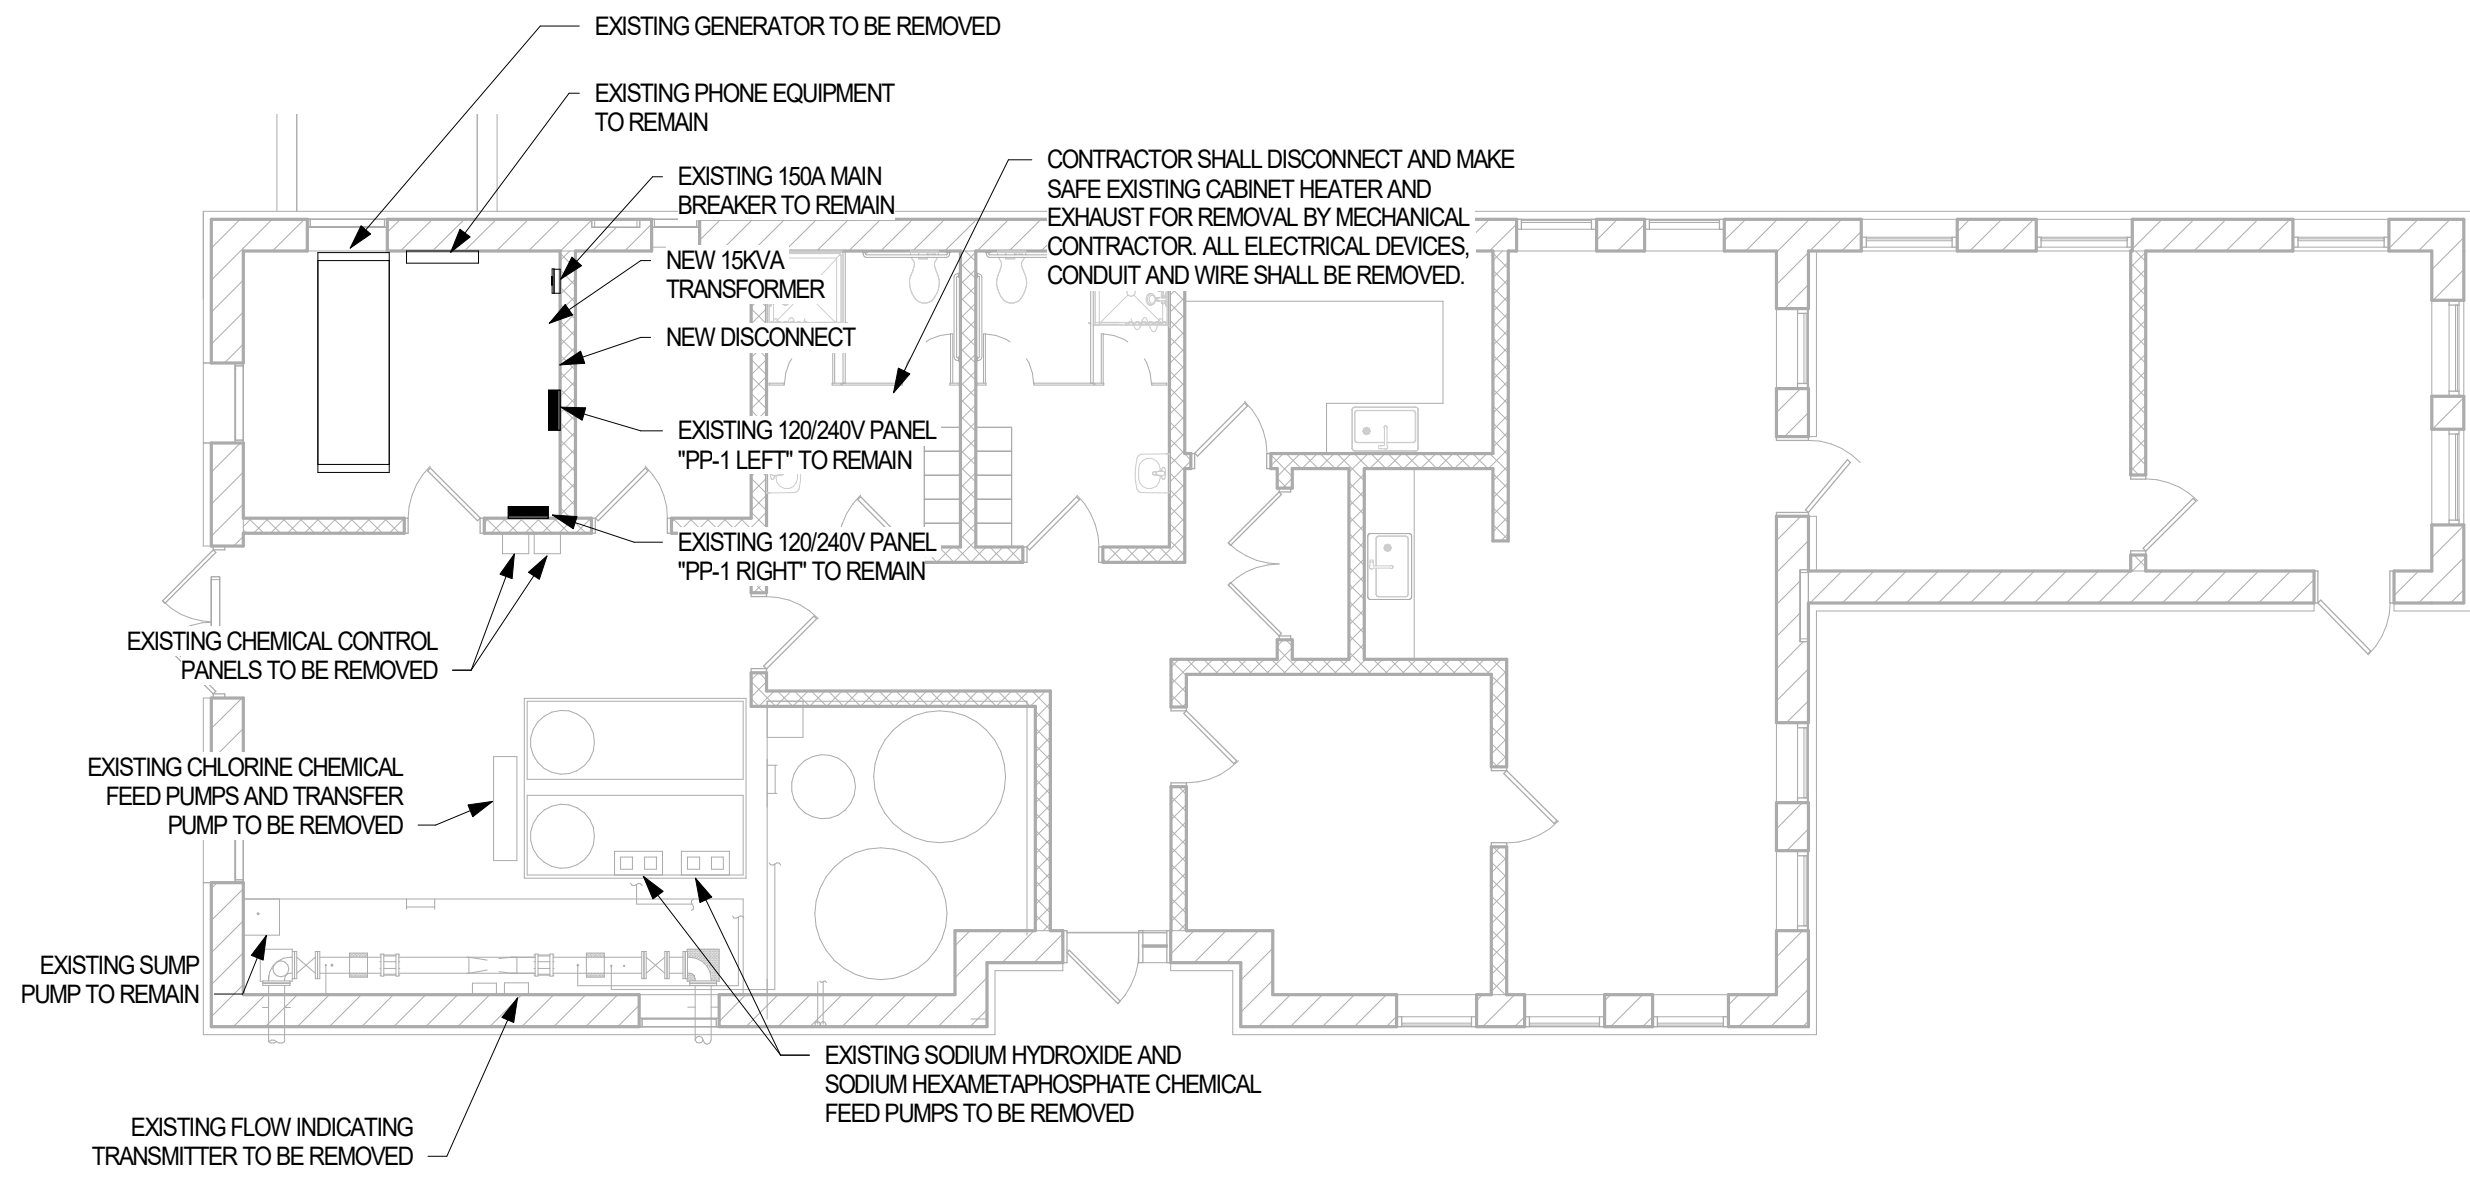 EXISTING GENERATOR TO BE REMOVED
EXISTING PHONE EQUIPMENT
TO REMAIN
CONTRACTOR SHALL DISCONNECT AND MAKE
SAFE EXISTING CABINET HEATER AND
EXHAUST FOR REMOVAL BY MECHANICAL
CONTRACTOR. ALL ELECTRICAL DEVICES,
CONDUIT AND WIRE SHALL BE REMOVED.
EXISTING 150A MAIN
BREAKER TO REMAIN
NEW 15KVA
TRANSFORMER
NEW DISCONNECT
EXISTING 120/240V PANEL
"PP-1 LEFT" TO REMAIN
EXISTING 120/240V PANEL
"PP-1 RIGHT" TO REMAIN
EXISTING CHEMICAL CONTROL
PANELS TO BE REMOVED
EXISTING CHLORINE CHEMICAL
FEED PUMPS AND TRANSFER
PUMP TO BE REMOVED
EXISTING SUMP
PUMP TO REMAIN
EXISTING SODIUM HYDROXIDE AND
SODIUM HEXAMETAPHOSPHATE CHEMICAL
FEED PUMPS TO BE REMOVED
EXISTING FLOW INDICATING
TRANSMITTER TO BE REMOVED